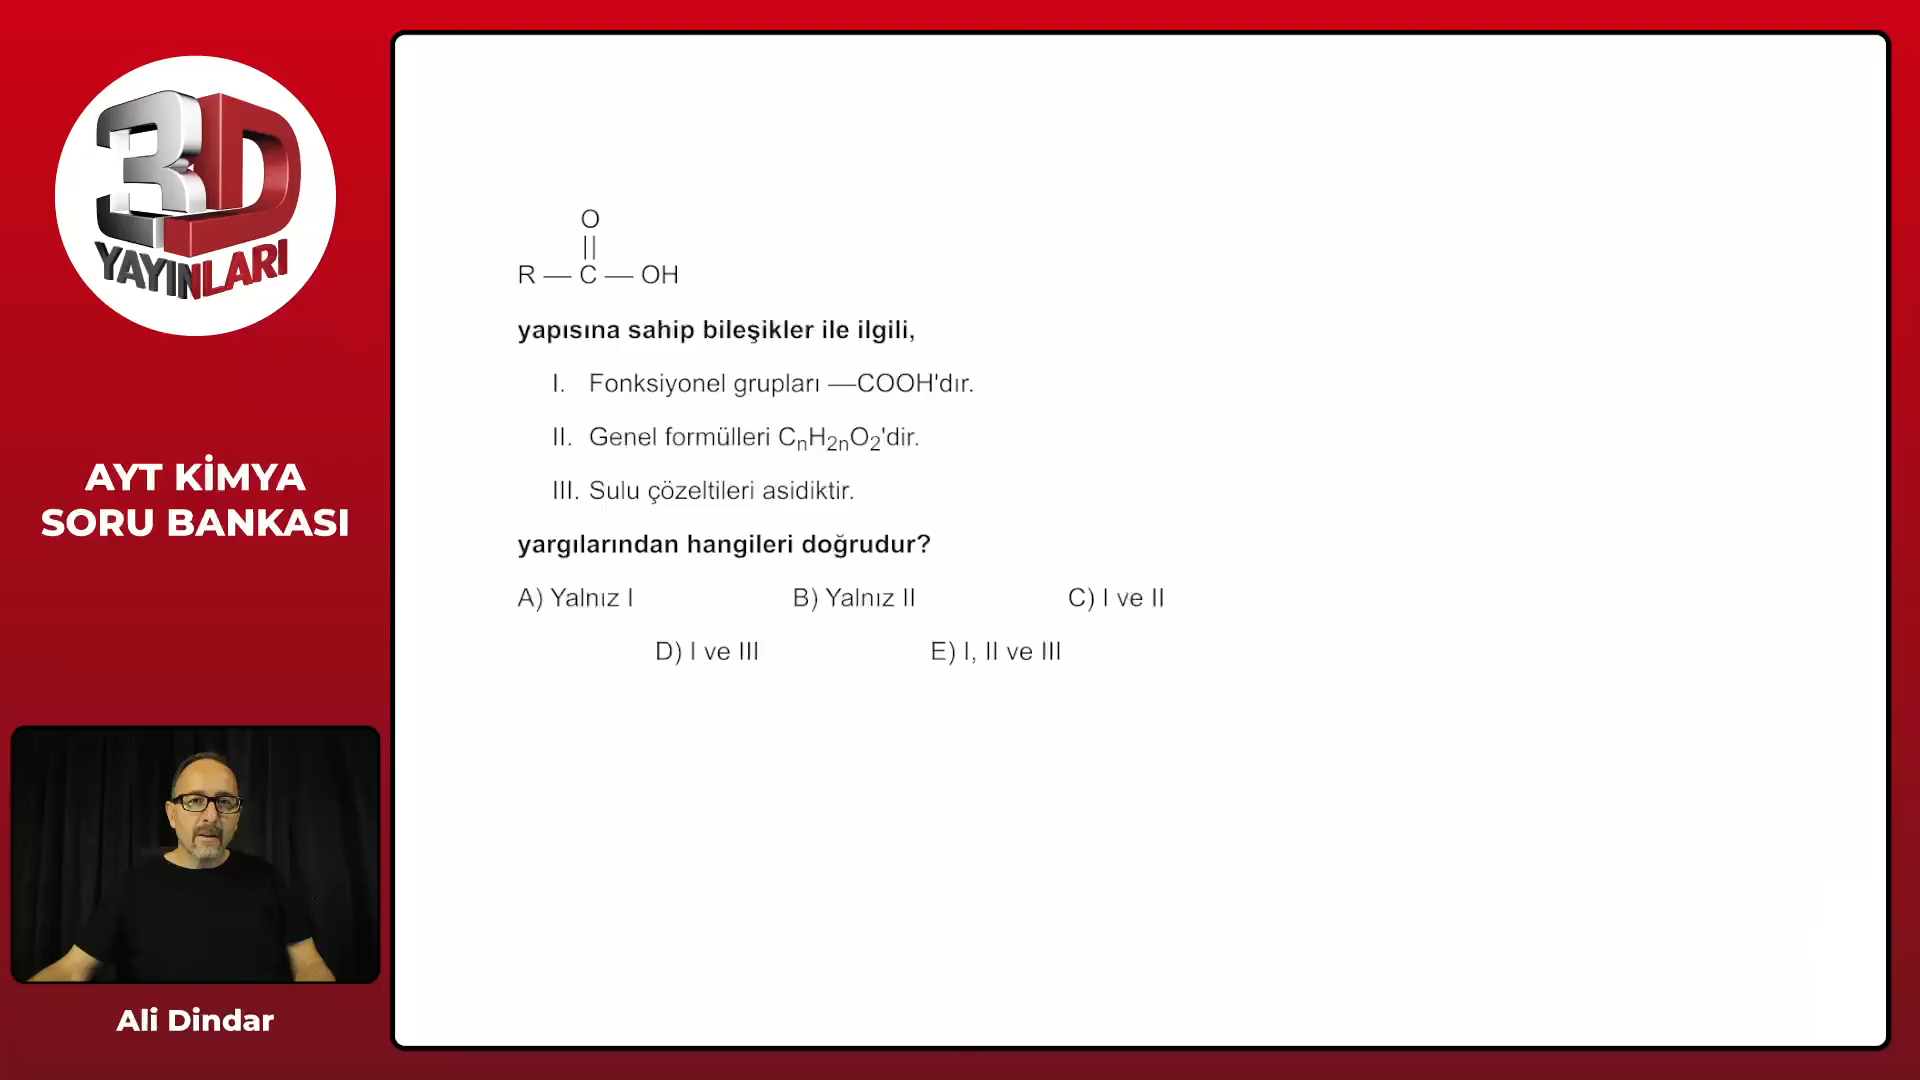 3D
YAYINLARI
AYT KİMYA
SORU BANKASI
Ali Dindar
O
||
R — C — OH
yapısına sahip bileşikler ile ilgili,
I. Fonksiyonel grupları —COOH'dır.
II. Genel formülleri CₙH₂ₙO₂'dir.
III. Sulu çözeltileri asidiktir.
yargılarından hangileri doğrudur?
A) Yalnız I B) Yalnız II C) I ve II
D) I ve III E) I, II ve III